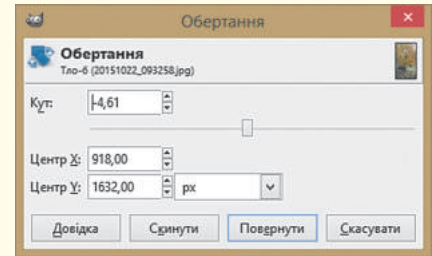 Обертання
Обертання
Тло-6 (20151022_093258.jpg)
Кут: -4,61
Центр X: 918,00
Центр Y: 1632,00 px
Довідка Скинути Повернути Скасувати